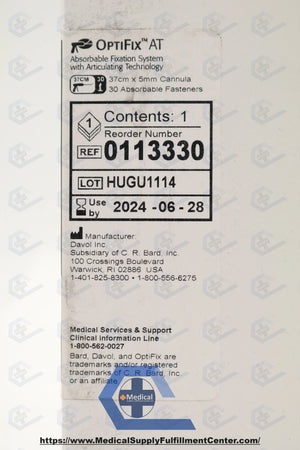 OPTIFIX™ AT
Absorbable Fixation System
with Articulating Technology
37CM
30
37cm x 5mm Cannula
30 Absorbable Fasteners
1
Contents: 1
Reorder Number
REF 0113330
LOT HUGU1114
Use by 2024-06-28
Manufacturer:
Davol Inc.
Subsidiary of C. R. Bard, Inc.
100 Crossings Boulevard
Warwick, RI 02886 USA
1-401-825-8300 • 1-800-556-6275
Medical Services & Support
Clinical Information Line
1-800-562-0027
Bard, Davol, and OptiFix are
trademarks and/or registered
trademarks of C. R. Bard, Inc.
or an affiliate
Medical
https://www.MedicalSupplyFulfillmentCenter.com/